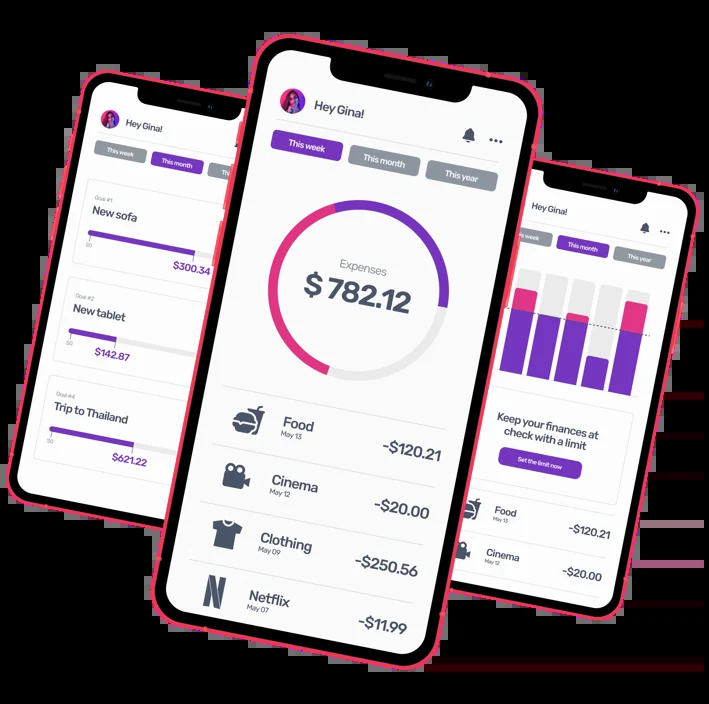 Hey Gina!
This week
This month
Goal #1
New sofa
$0
$300.34
Goal #2
New tablet
$0
$142.87
Goal #4
Trip to Thailand
$0
$621.22
Hey Gina!
This week
This month
This year
Expenses
$ 782.12
Food
May 13
-$120.21
Cinema
May 12
-$20.00
Clothing
May 09
-$250.56
Netflix
May 07
-$11.99
Hey Gina!
week
This month
This year
Keep your finances at
check with a limit
Set the limit now
Food
May 13
-$120.21
Cinema
May 12
-$20.00